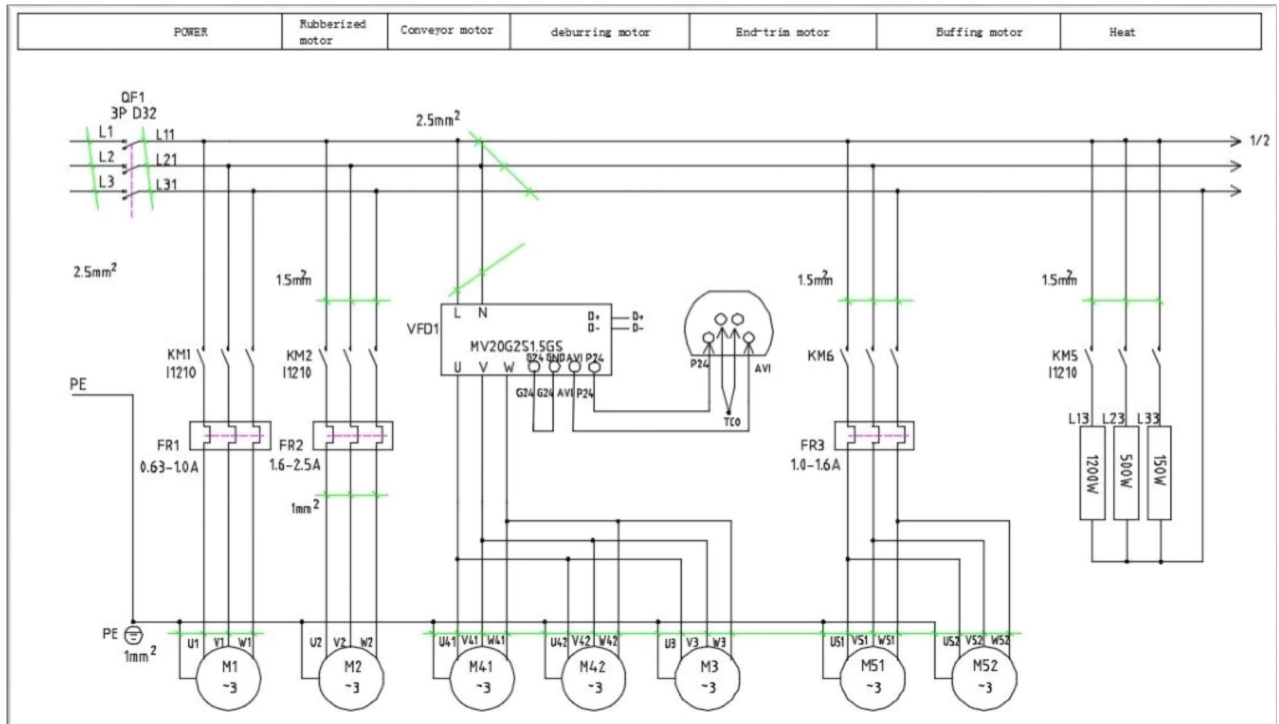 POWER
Rubberized
motor
Conveyor motor
deburring motor
End-trim motor
Buffing motor
Heat
QF1
3P D32
L1
L11
L2
L21
L3
L31
2.5mm²
1/2
2.5mm²
1.5mm²
1.5mm²
1.5mm²
L
N
VFD1
D+
D-
D+
D-
MV20G2S1.5GS
G24
GND
AVI
P24
U
V
W
G24
G24
AVI
P24
P24
AVI
TCO
KM1
I1210
KM2
I1210
KM6
KM5
I1210
PE
FR1
0.63-1.0A
FR2
1.6-2.5A
FR3
1.0-1.6A
L13
L23
L33
1200W
500W
150W
1mm²
PE
1mm²
U1
V1
W1
U2
V2
W2
U41
V41
W41
U42
V42
W42
U3
V3
W3
U51
V51
W51
U52
V52
W52
M1
~3
M2
~3
M41
~3
M42
~3
M3
~3
M51
~3
M52
~3